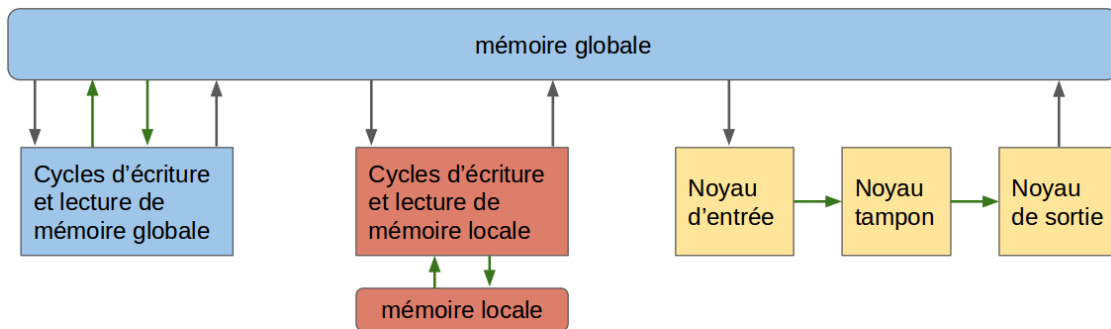 mémoire globale
Cycles d'écriture
et lecture de
mémoire globale
Cycles d'écriture
et lecture de
mémoire locale
mémoire locale
Noyau
d'entrée
Noyau
tampon
Noyau
de sortie